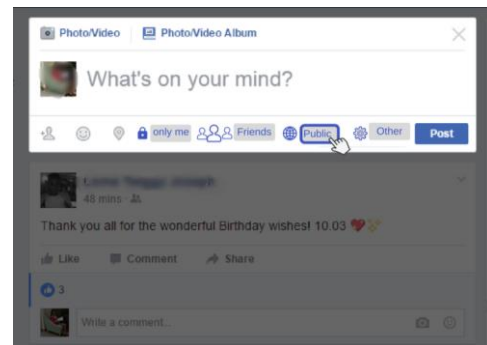 Photo/Video Photo/Video Album
What's on your mind?
only me Friends Public Other Post
48 mins
Thank you all for the wonderful Birthday wishes! 10.03
Like Comment Share
3
Write a comment...